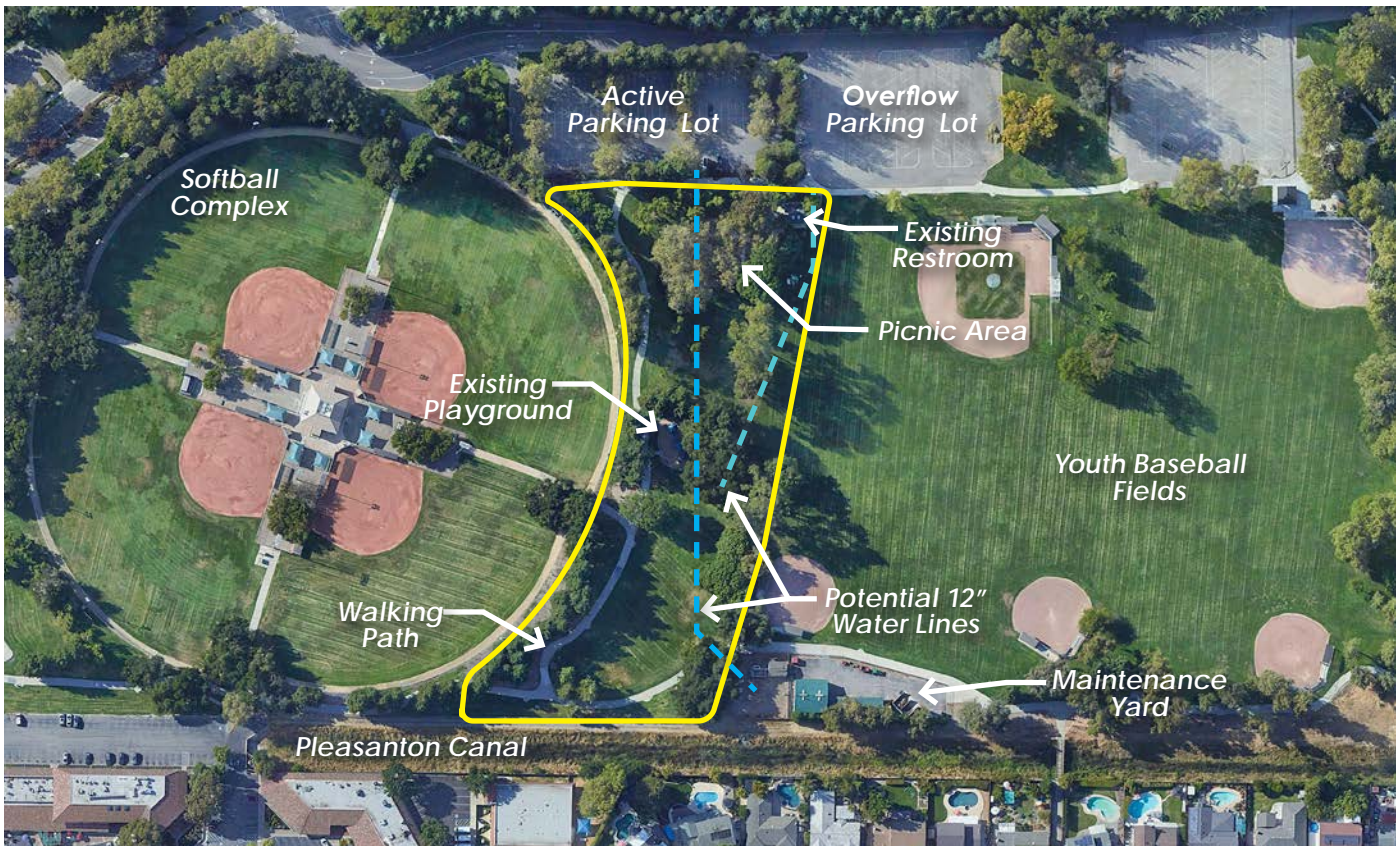 Active
Parking Lot
Overflow
Parking Lot
Softball
Complex
Existing
Restroom
Picnic Area
Existing
Playground
Youth Baseball
Fields
Walking
Path
Potential 12"
Water Lines
Maintenance
Yard
Pleasanton Canal